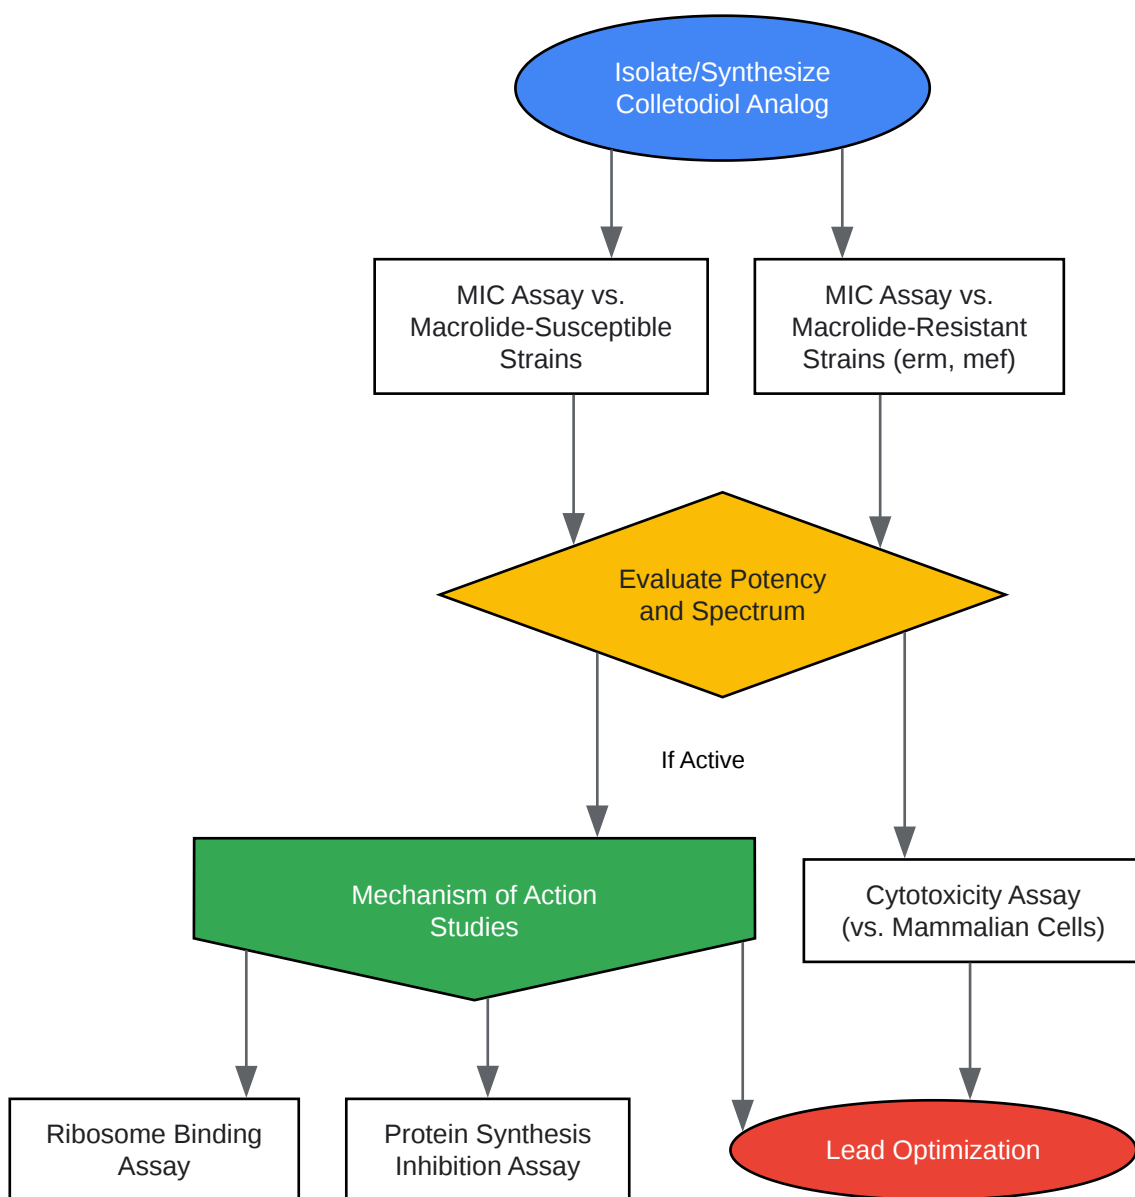 Isolate/Synthesize
Colletodiol Analog
MIC Assay vs.
Macrolide-Susceptible
Strains
MIC Assay vs.
Macrolide-Resistant
Strains (erm, mef)
Evaluate Potency
and Spectrum
If Active
Mechanism of Action
Studies
Cytotoxicity Assay
(vs. Mammalian Cells)
Ribosome Binding
Assay
Protein Synthesis
Inhibition Assay
Lead Optimization